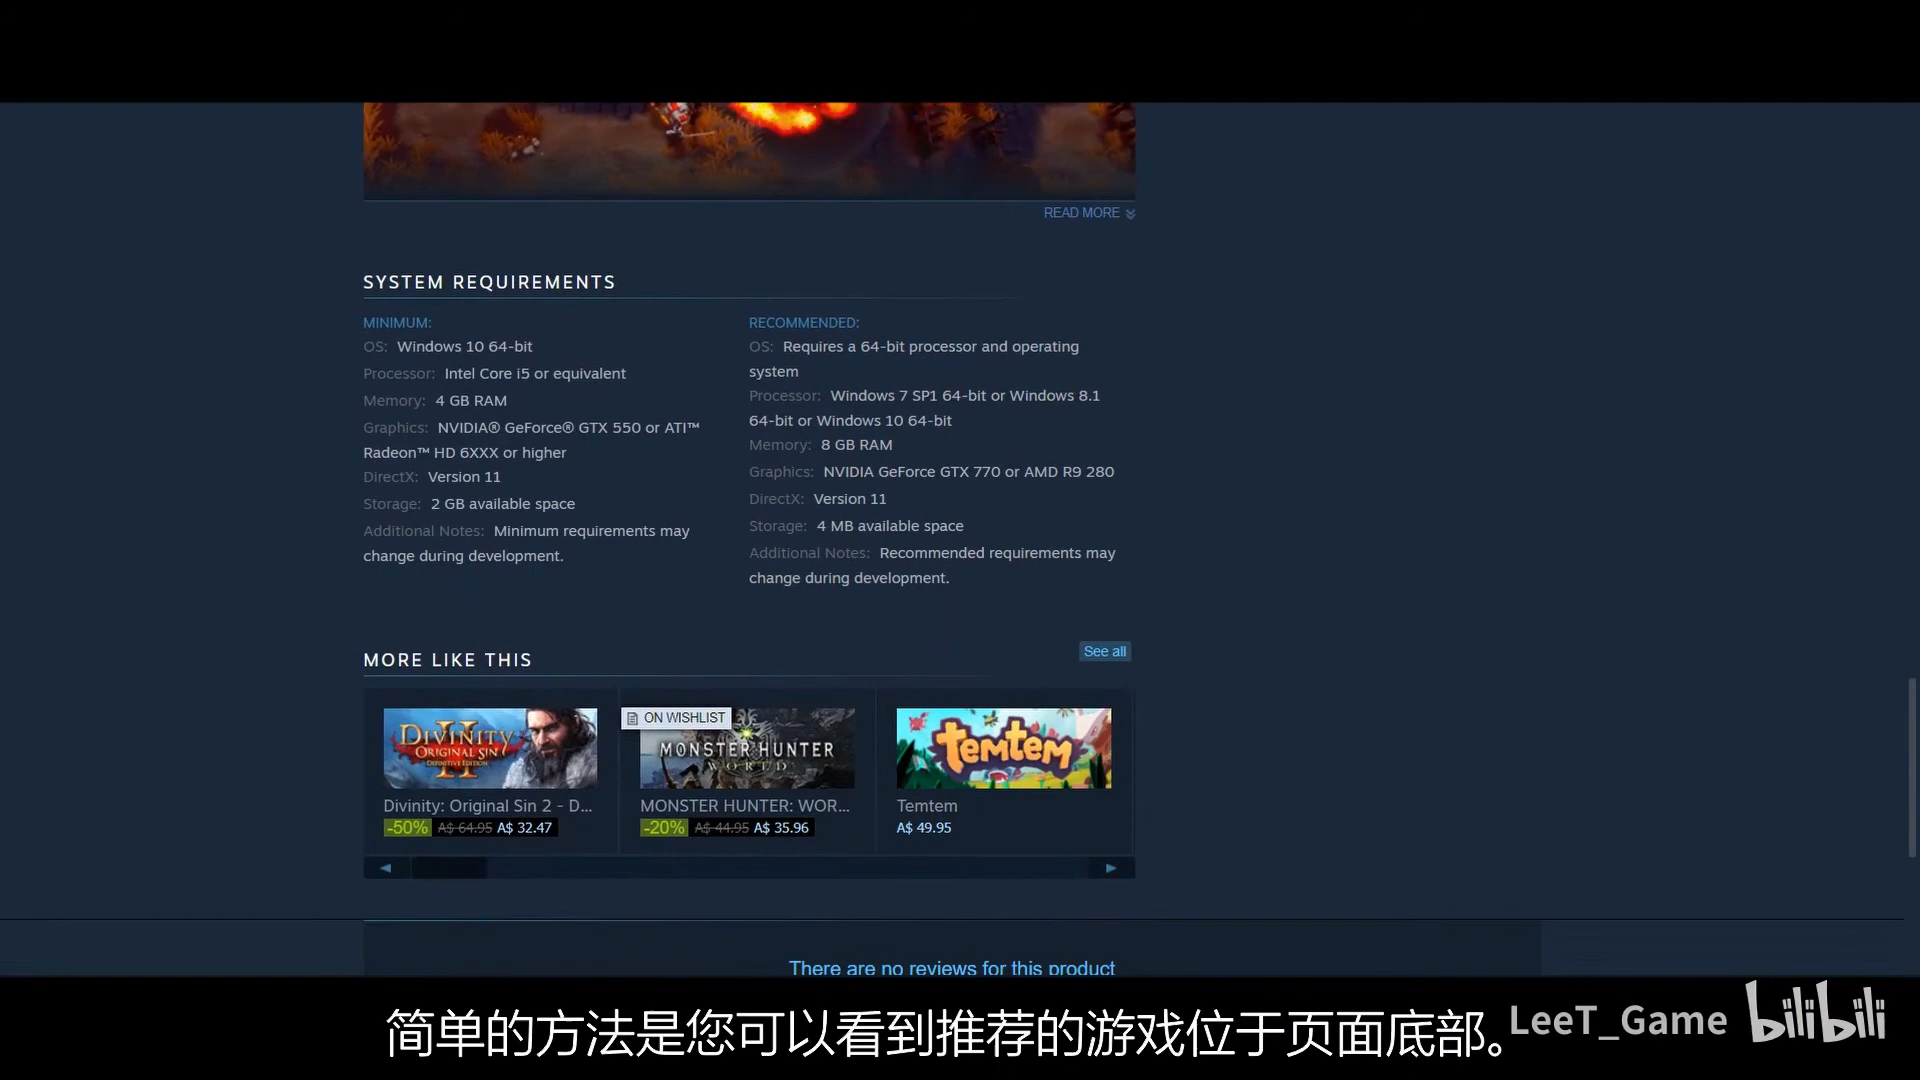 READ MORE
SYSTEM REQUIREMENTS
MINIMUM:
OS: Windows 10 64-bit
Processor: Intel Core i5 or equivalent
Memory: 4 GB RAM
Graphics: NVIDIA® GeForce® GTX 550 or ATI™
Radeon™ HD 6XXX or higher
DirectX: Version 11
Storage: 2 GB available space
Additional Notes: Minimum requirements may
change during development.
RECOMMENDED:
OS: Requires a 64-bit processor and operating
system
Processor: Windows 7 SP1 64-bit or Windows 8.1
64-bit or Windows 10 64-bit
Memory: 8 GB RAM
Graphics: NVIDIA GeForce GTX 770 or AMD R9 280
DirectX: Version 11
Storage: 4 MB available space
Additional Notes: Recommended requirements may
change during development.
MORE LIKE THIS
See all
DIVINITY
ORIGINAL SIN
II
DEFINITIVE EDITION
Divinity: Original Sin 2 - D...
-50% A$ 64.95 A$ 32.47
ON WISHLIST
MONSTER HUNTER
WORLD
MONSTER HUNTER: WOR...
-20% A$ 44.95 A$ 35.96
temtem
Temtem
A$ 49.95
There are no reviews for this product
简单的方法是您可以看到推荐的游戏位于页面底部。
LeeT_Game bilibili